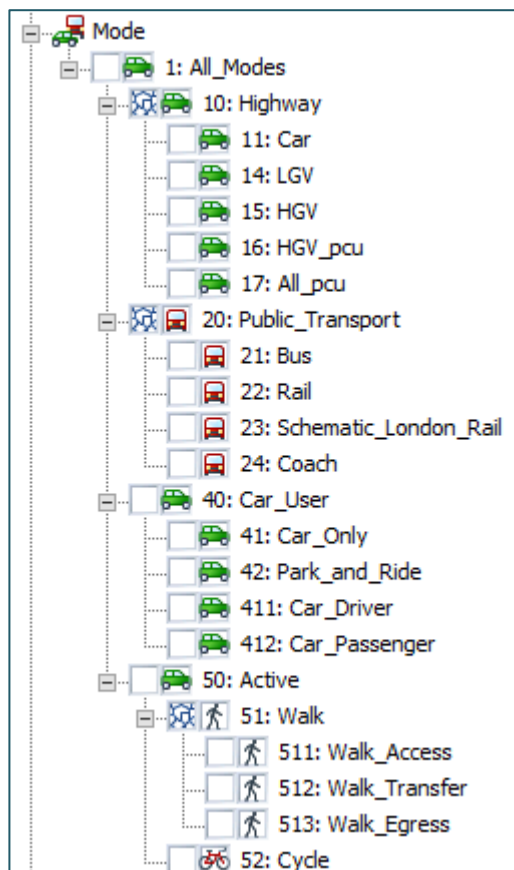 Mode
1: All_Modes
10: Highway
11: Car
14: LGV
15: HGV
16: HGV_pcu
17: All_pcu
20: Public_Transport
21: Bus
22: Rail
23: Schematic_London_Rail
24: Coach
40: Car_User
41: Car_Only
42: Park_and_Ride
411: Car_Driver
412: Car_Passenger
50: Active
51: Walk
511: Walk_Access
512: Walk_Transfer
513: Walk_Egress
52: Cycle